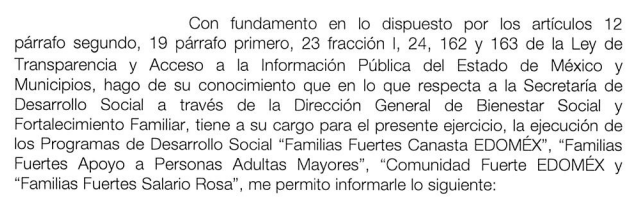 Con fundamento en lo dispuesto por los artículos 12
párrafo segundo, 19 párrafo primero, 23 fracción I, 24, 162 y 163 de la Ley de
Transparencia y Acceso a la Información Pública del Estado de México y
Municipios, hago de su conocimiento que en lo que respecta a la Secretaría de
Desarrollo Social a través de la Dirección General de Bienestar Social y
Fortalecimiento Familiar, tiene a su cargo para el presente ejercicio, la ejecución de
los Programas de Desarrollo Social “Familias Fuertes Canasta EDOMÉX”, “Familias
Fuertes Apoyo a Personas Adultas Mayores”, “Comunidad Fuerte EDOMÉX y
“Familias Fuertes Salario Rosa”, me permito informarle lo siguiente: